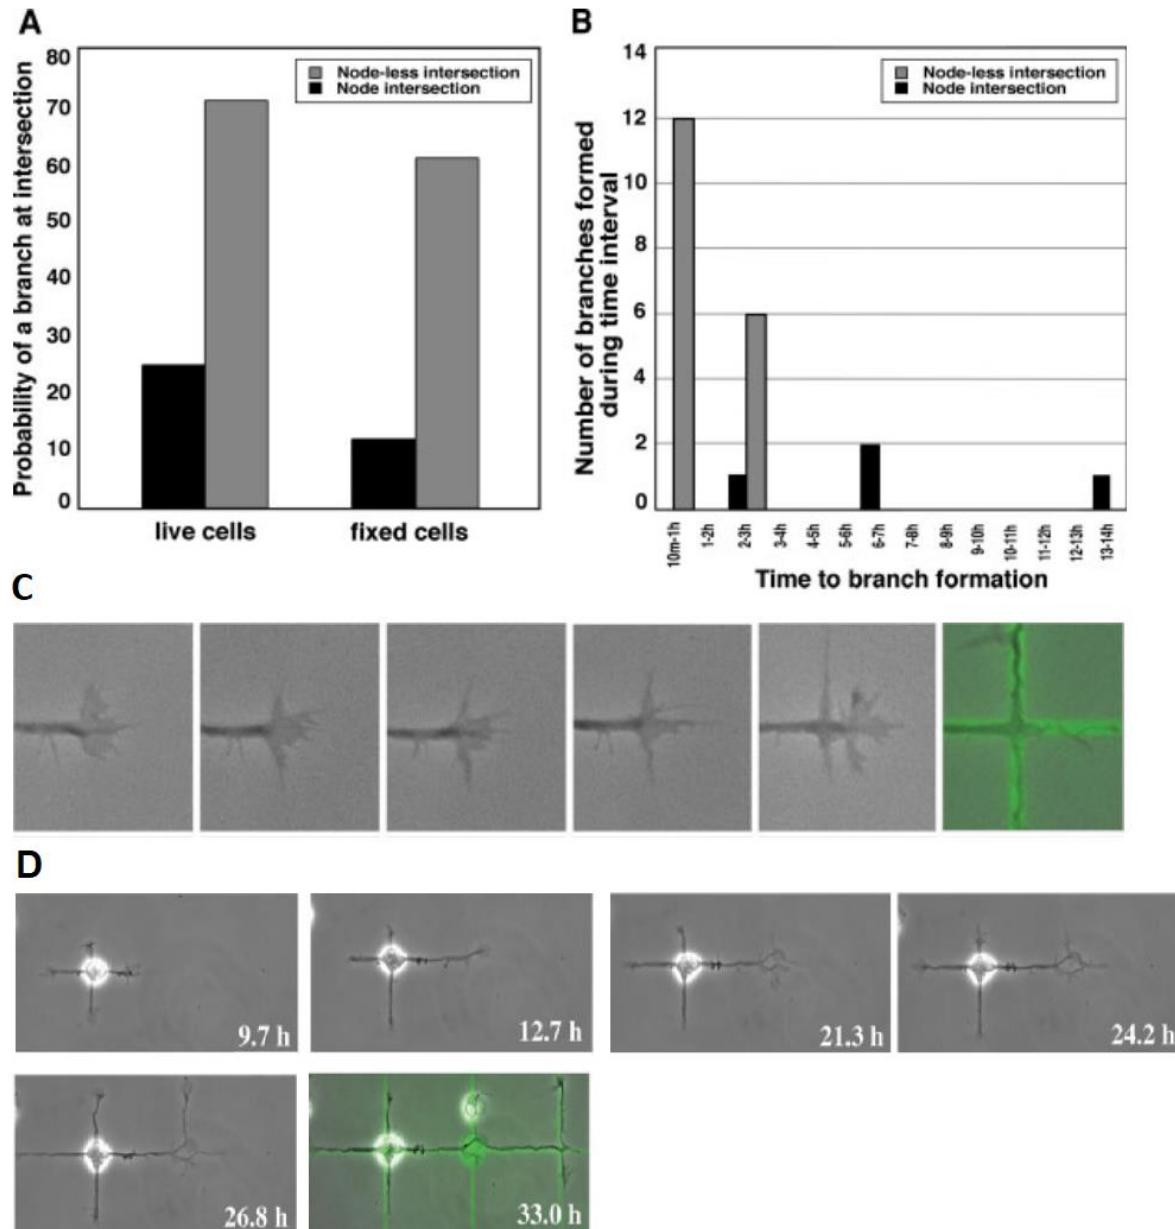 A
Probability of a branch at intersection
80
70
60
50
40
30
20
10
0
Node-less intersection
Node intersection
live cells
fixed cells
B
Number of branches formed
during time interval
14
12
10
8
6
4
2
0
Node-less intersection
Node intersection
10m-1h
1-2h
2-3h
3-4h
4-5h
5-6h
6-7h
7-8h
8-9h
9-10h
10-11h
11-12h
12-13h
13-14h
Time to branch formation
C
D
9.7 h
12.7 h
21.3 h
24.2 h
26.8 h
33.0 h